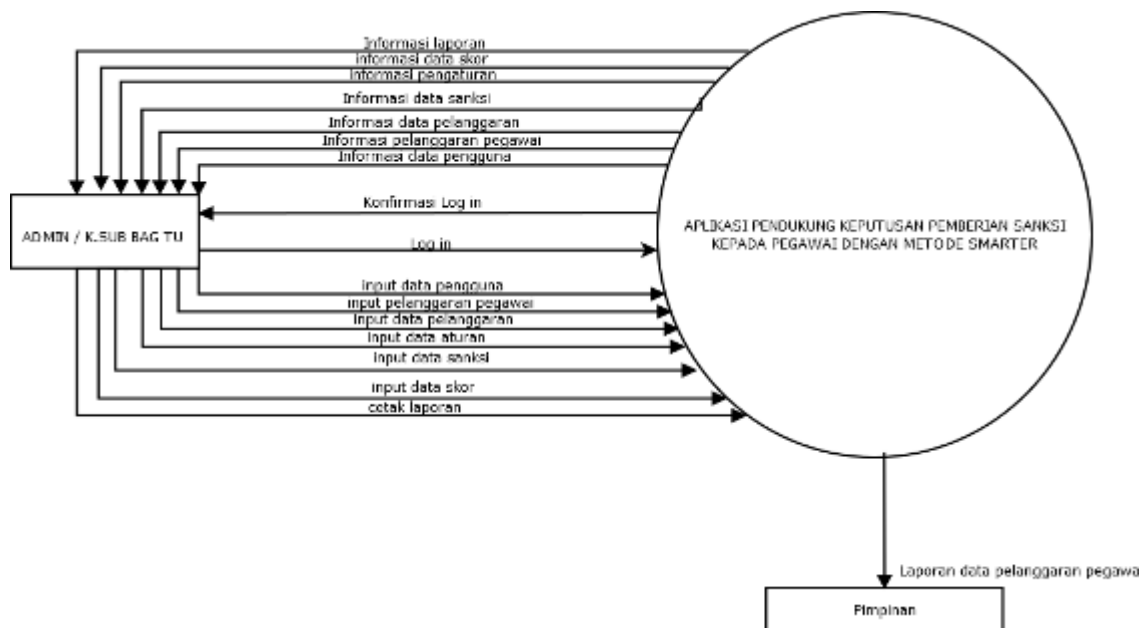 Informasi laporan
informasi data skor
informasi pengaturan
Informasi data sanksi
Informasi data pelanggaran
Informasi pelanggaran pegawai
Informasi data pengguna
Konfirmasi Log in
ADMIN / K.SUB BAG TU
Log in
APLIKASI PENDUKUNG KEPUTUSAN PEMBERIAN SANKSI
KEPADA PEGAWAI DENGAN METODE SMARTER
input data pengguna
input pelanggaran pegawai
input data pelanggaran
input data aturan
input data sanksi
input data skor
cetak laporan
Laporan data pelanggaran pegawa
Pimpinan